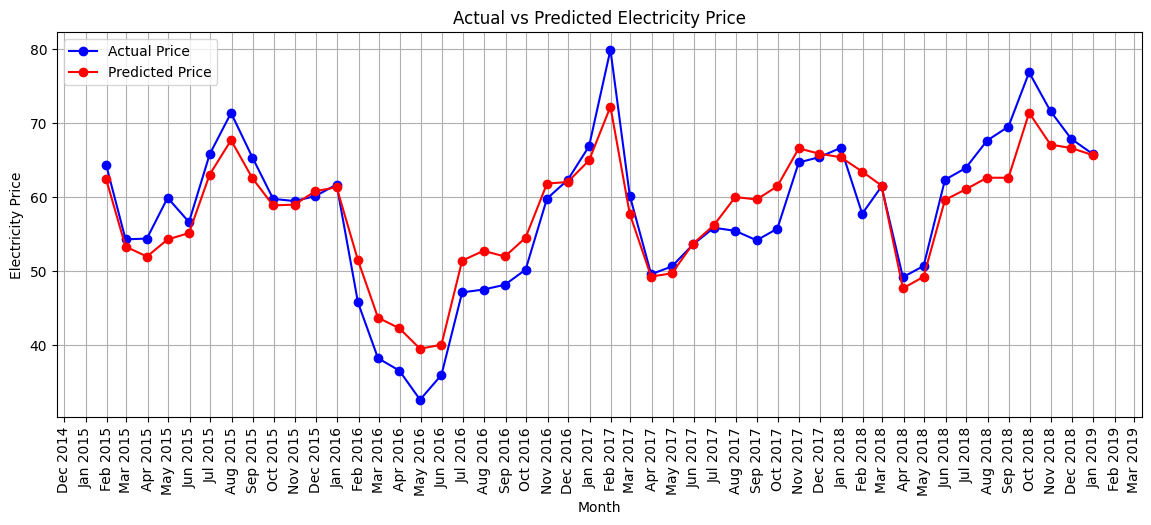 Actual vs Predicted Electricity Price
Actual Price
Predicted Price
Electricity Price
80
70
60
50
40
Dec 2014
Jan 2015
Feb 2015
Mar 2015
Apr 2015
May 2015
Jun 2015
Jul 2015
Aug 2015
Sep 2015
Oct 2015
Nov 2015
Dec 2015
Jan 2016
Feb 2016
Mar 2016
Apr 2016
May 2016
Jun 2016
Jul 2016
Aug 2016
Sep 2016
Oct 2016
Nov 2016
Dec 2016
Jan 2017
Feb 2017
Mar 2017
Apr 2017
May 2017
Jun 2017
Jul 2017
Aug 2017
Sep 2017
Oct 2017
Nov 2017
Dec 2017
Jan 2018
Feb 2018
Mar 2018
Apr 2018
May 2018
Jun 2018
Jul 2018
Aug 2018
Sep 2018
Oct 2018
Nov 2018
Dec 2018
Jan 2019
Feb 2019
Mar 2019
Month